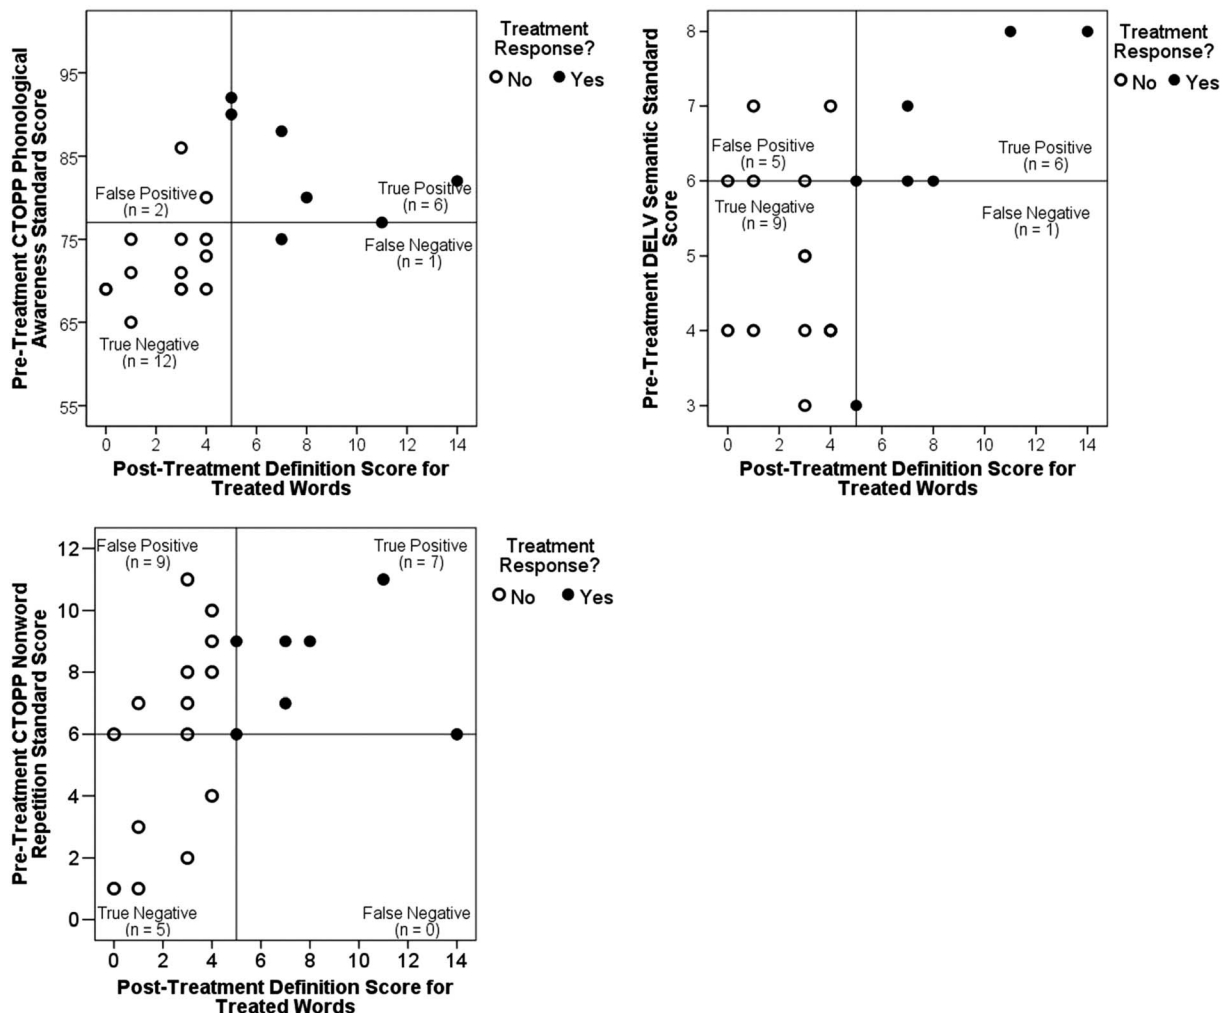 Pre-Treatment CTOPP Phonological
Awareness Standard Score
95
85
75
65
55
False Positive
(n = 2)
True Positive
(n = 6)
False Negative
(n = 1)
True Negative
(n = 12)
0 2 4 6 8 10 12 14
Post-Treatment Definition Score for
Treated Words
Treatment
Response?
No Yes
Pre-Treatment DELV Semantic Standard
Score
8
7
6
5
4
3
False Positive
(n = 5)
True Positive
(n = 6)
True Negative
(n = 9)
False Negative
(n = 1)
0 2 4 6 8 10 12 14
Post-Treatment Definition Score for
Treated Words
Treatment
Response?
No Yes
Pre-Treatment CTOPP Nonword
Repetition Standard Score
12
10
8
6
4
2
0
False Positive
(n = 9)
True Positive
(n = 7)
True Negative
(n = 5)
False Negative
(n = 0)
0 2 4 6 8 10 12 14
Post-Treatment Definition Score for
Treated Words
Treatment
Response?
No Yes